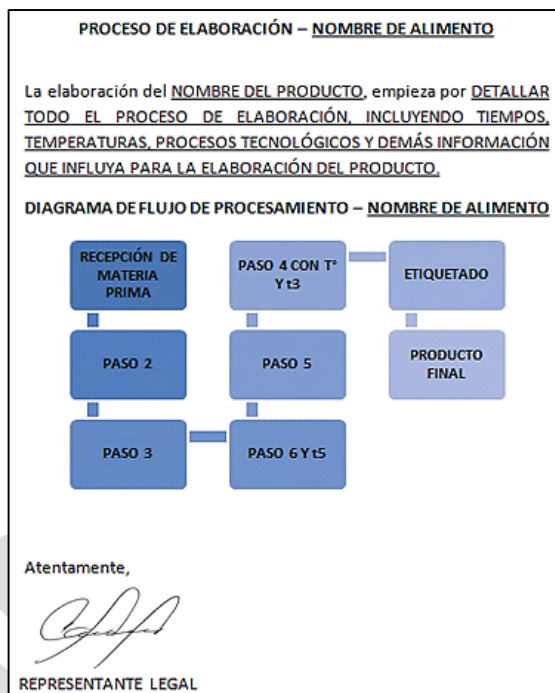 PROCESO DE ELABORACIÓN – NOMBRE DE ALIMENTO
La elaboración del NOMBRE DEL PRODUCTO, empieza por DETALLAR
TODO EL PROCESO DE ELABORACIÓN, INCLUYENDO TIEMPOS,
TEMPERATURAS, PROCESOS TECNOLÓGICOS Y DEMÁS INFORMACIÓN
QUE INFLUYA PARA LA ELABORACIÓN DEL PRODUCTO.
DIAGRAMA DE FLUJO DE PROCESAMIENTO – NOMBRE DE ALIMENTO
RECEPCIÓN DE
MATERIA
PRIMA
PASO 2
PASO 3
PASO 6 Y t5
PASO 5
PASO 4 CON T°
Y t3
ETIQUETADO
PRODUCTO
FINAL
Atentamente,
REPRESENTANTE LEGAL